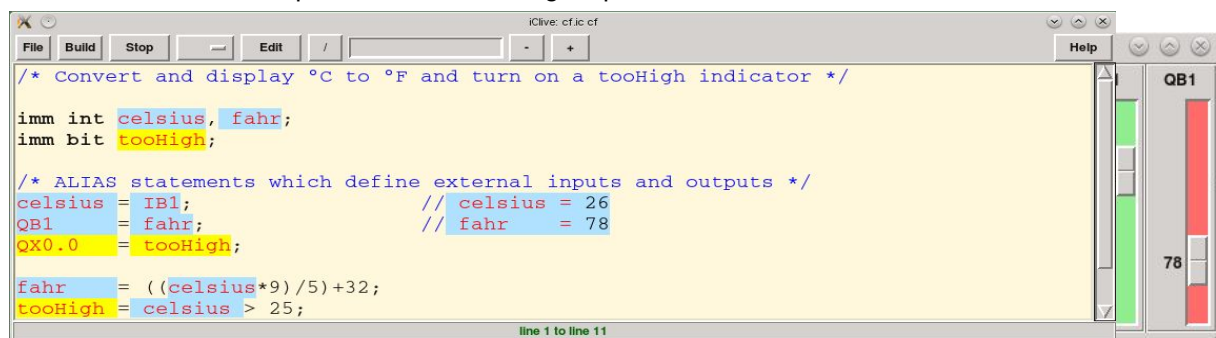 iClive: cf.ic cf
File Build Stop Edit / - + Help
/* Convert and display °C to °F and turn on a tooHigh indicator */
imm int celsius, fahr;
imm bit tooHigh;
/* ALIAS statements which define external inputs and outputs */
celsius = IB1; // celsius = 26
QB1 = fahr; // fahr = 78
QX0.0 = tooHigh;
fahr = ((celsius*9)/5)+32;
tooHigh = celsius > 25;
line 1 to line 11
QB1
78